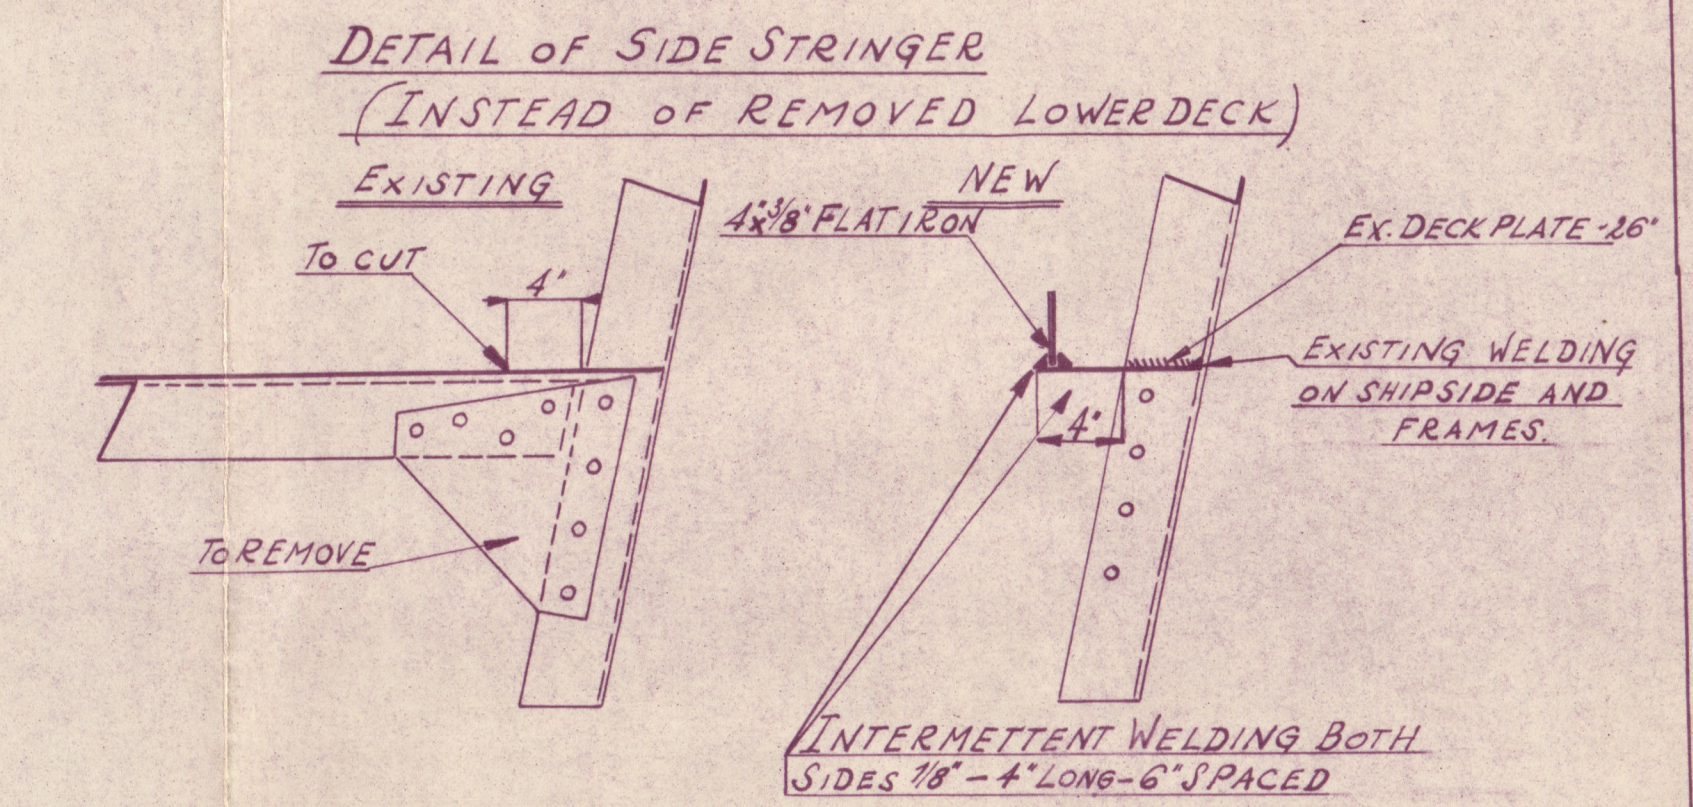 DETAIL OF SIDE STRINGER
(INSTEAD OF REMOVED LOWER DECK)
EXISTING
TO CUT
4"
TO REMOVE
NEW
4"x3/8" FLAT IRON
EX. DECK PLATE -26"
EXISTING WELDING
ON SHIPSIDE AND
FRAMES.
4"
INTERMETTENT WELDING BOTH
SIDES 1/8" - 4" LONG - 6" SPACED